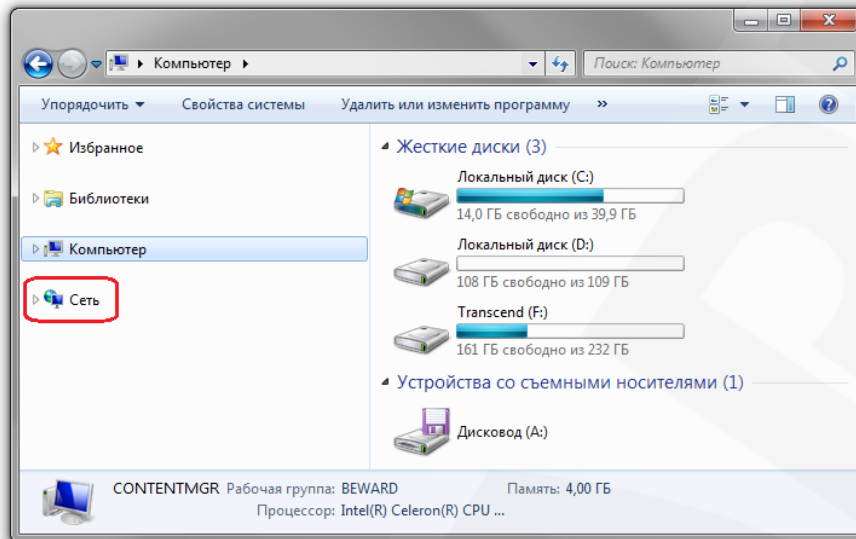 Компьютер
Поиск: Компьютер
Упорядочить Свойства системы Удалить или изменить программу »
Избранное
Библиотеки
Компьютер
Сеть
Жесткие диски (3)
Локальный диск (C:)
14,0 ГБ свободно из 39,9 ГБ
Локальный диск (D:)
108 ГБ свободно из 109 ГБ
Transcend (F:)
161 ГБ свободно из 232 ГБ
Устройства со съемными носителями (1)
Дисковод (A:)
CONTENTMGR Рабочая группа: BEWARD Память: 4,00 ГБ
Процессор: Intel(R) Celeron(R) CPU ...